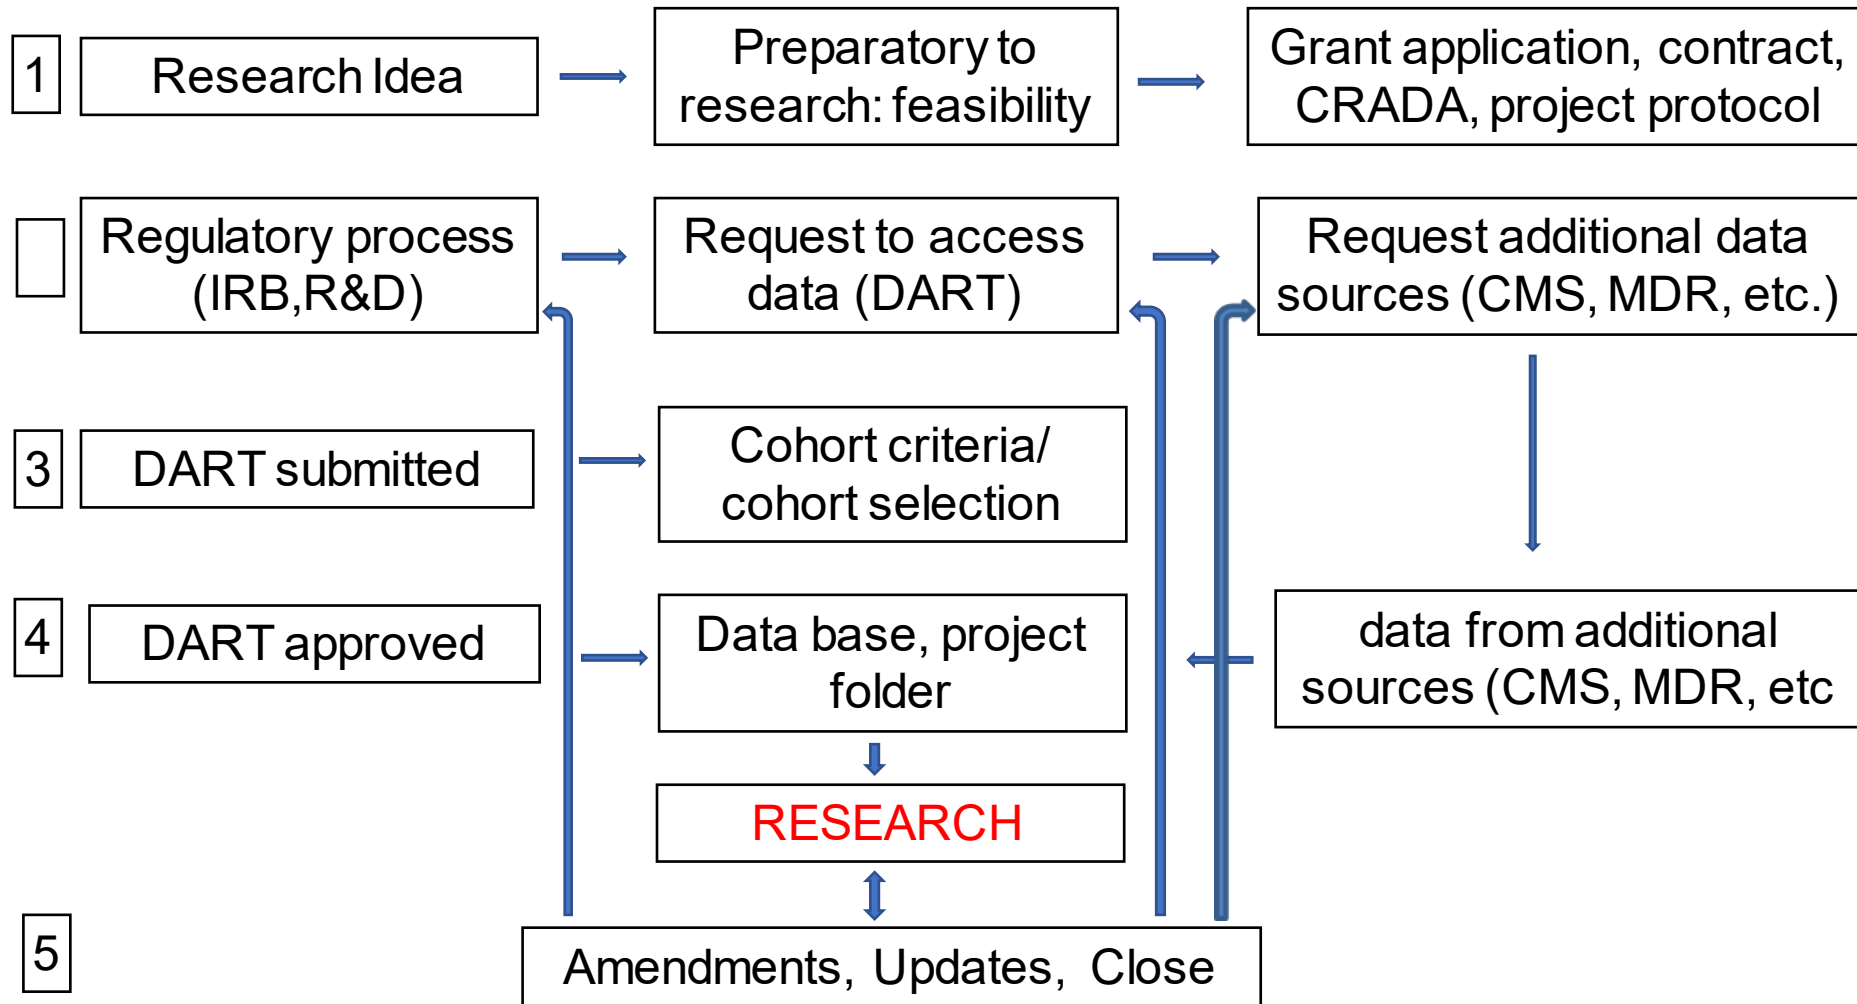 1
Research Idea
Preparatory to
research: feasibility
Grant application, contract,
CRADA, project protocol
Regulatory process
(IRB,R&D)
Request to access
data (DART)
Request additional data
sources (CMS, MDR, etc.)
3
DART submitted
Cohort criteria/
cohort selection
4
DART approved
Data base, project
folder
data from additional
sources (CMS, MDR, etc
RESEARCH
5
Amendments, Updates, Close